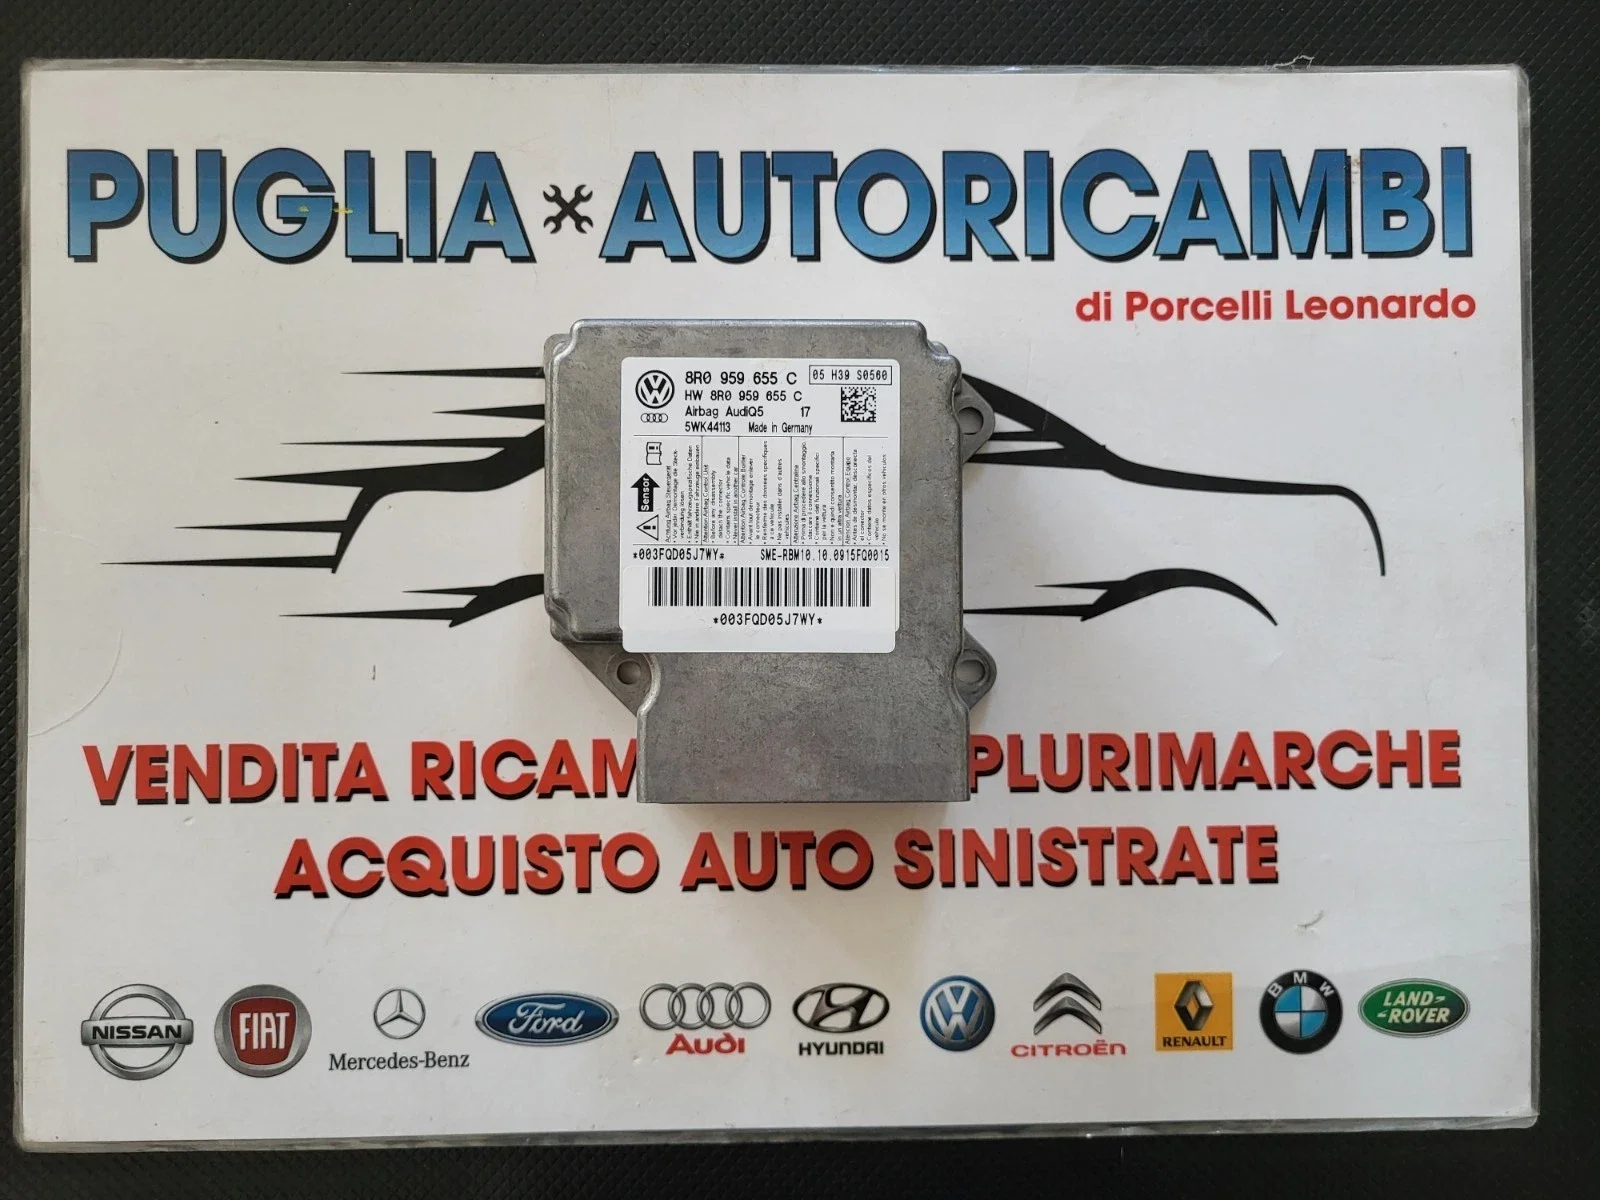 PUGLIA AUTORICAMBI
di Porcelli Leonardo
8R0 959 655 C 05 H39 S0560
HW 8R0 959 655 C
Airbag AudiQ5 17
5WK44113 Made in Germany
Sensor
*003FQD05J7WY* SME-RBM10.10.0915FQ0015
*003FQD05J7WY*
VENDITA RICAM PLURIMARCHE
ACQUISTO AUTO SINISTRATE
NISSAN FIAT Mercedes-Benz Ford Audi HYUNDAI CITROËN RENAULT BMW LAND-ROVER